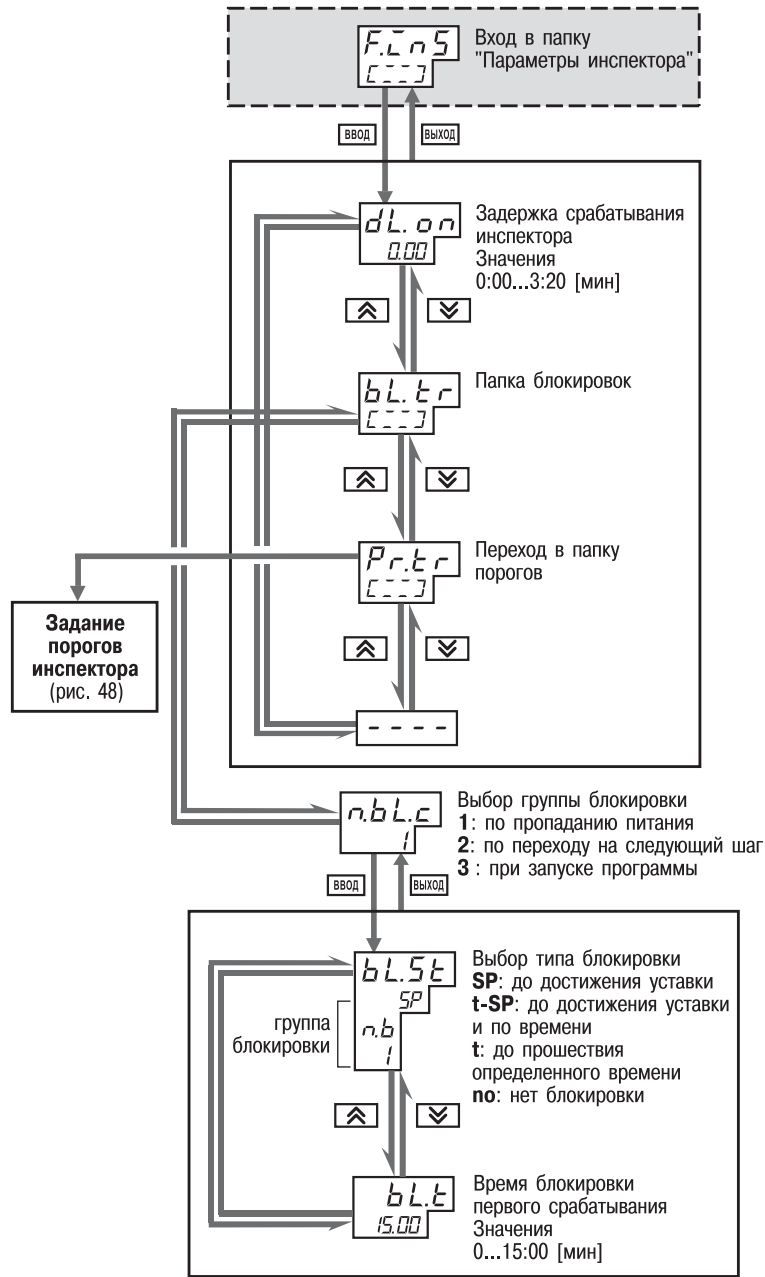 F.inS
[- - -]
Вход в папку
"Параметры инспектора"
ВВОД
ВЫХОД
dL.on
0.00
Задержка срабатывания
инспектора
Значения
0:00...3:20 [мин]
bL.tr
[- - -]
Папка блокировок
Pr.tr
[- - -]
Переход в папку
порогов
Задание
порогов
инспектора
(рис. 48)
- - - -
n.bL.c
1
Выбор группы блокировки
1: по пропаданию питания
2: по переходу на следующий шаг
3 : при запуске программы
ВВОД
ВЫХОД
bL.St
SP
n.b
1
группа
блокировки
Выбор типа блокировки
SP: до достижения уставки
t-SP: до достижения уставки
и по времени
t: до прошествия
определенного времени
no: нет блокировки
bL.t
15.00
Время блокировки
первого срабатывания
Значения
0...15:00 [мин]